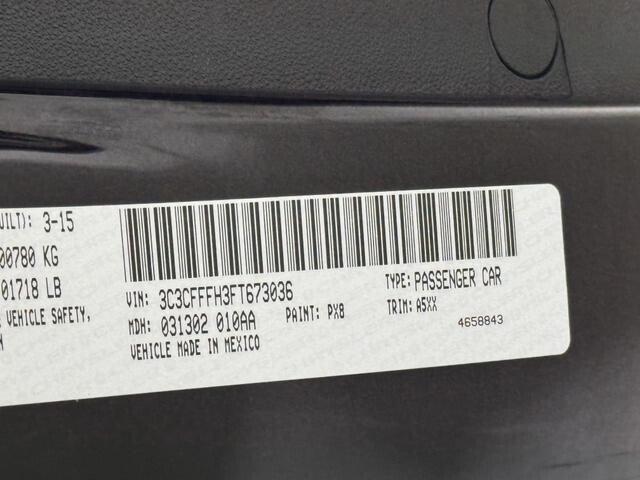 UILT): 3-15
00780 KG
01718 LB
VEHICLE SAFETY,
VIN: 3C3CFFFH3FT673036
TYPE: PASSENGER CAR
MDH: 031302 010AA
PAINT: PX8
TRIM: A5XX
VEHICLE MADE IN MEXICO
4658843